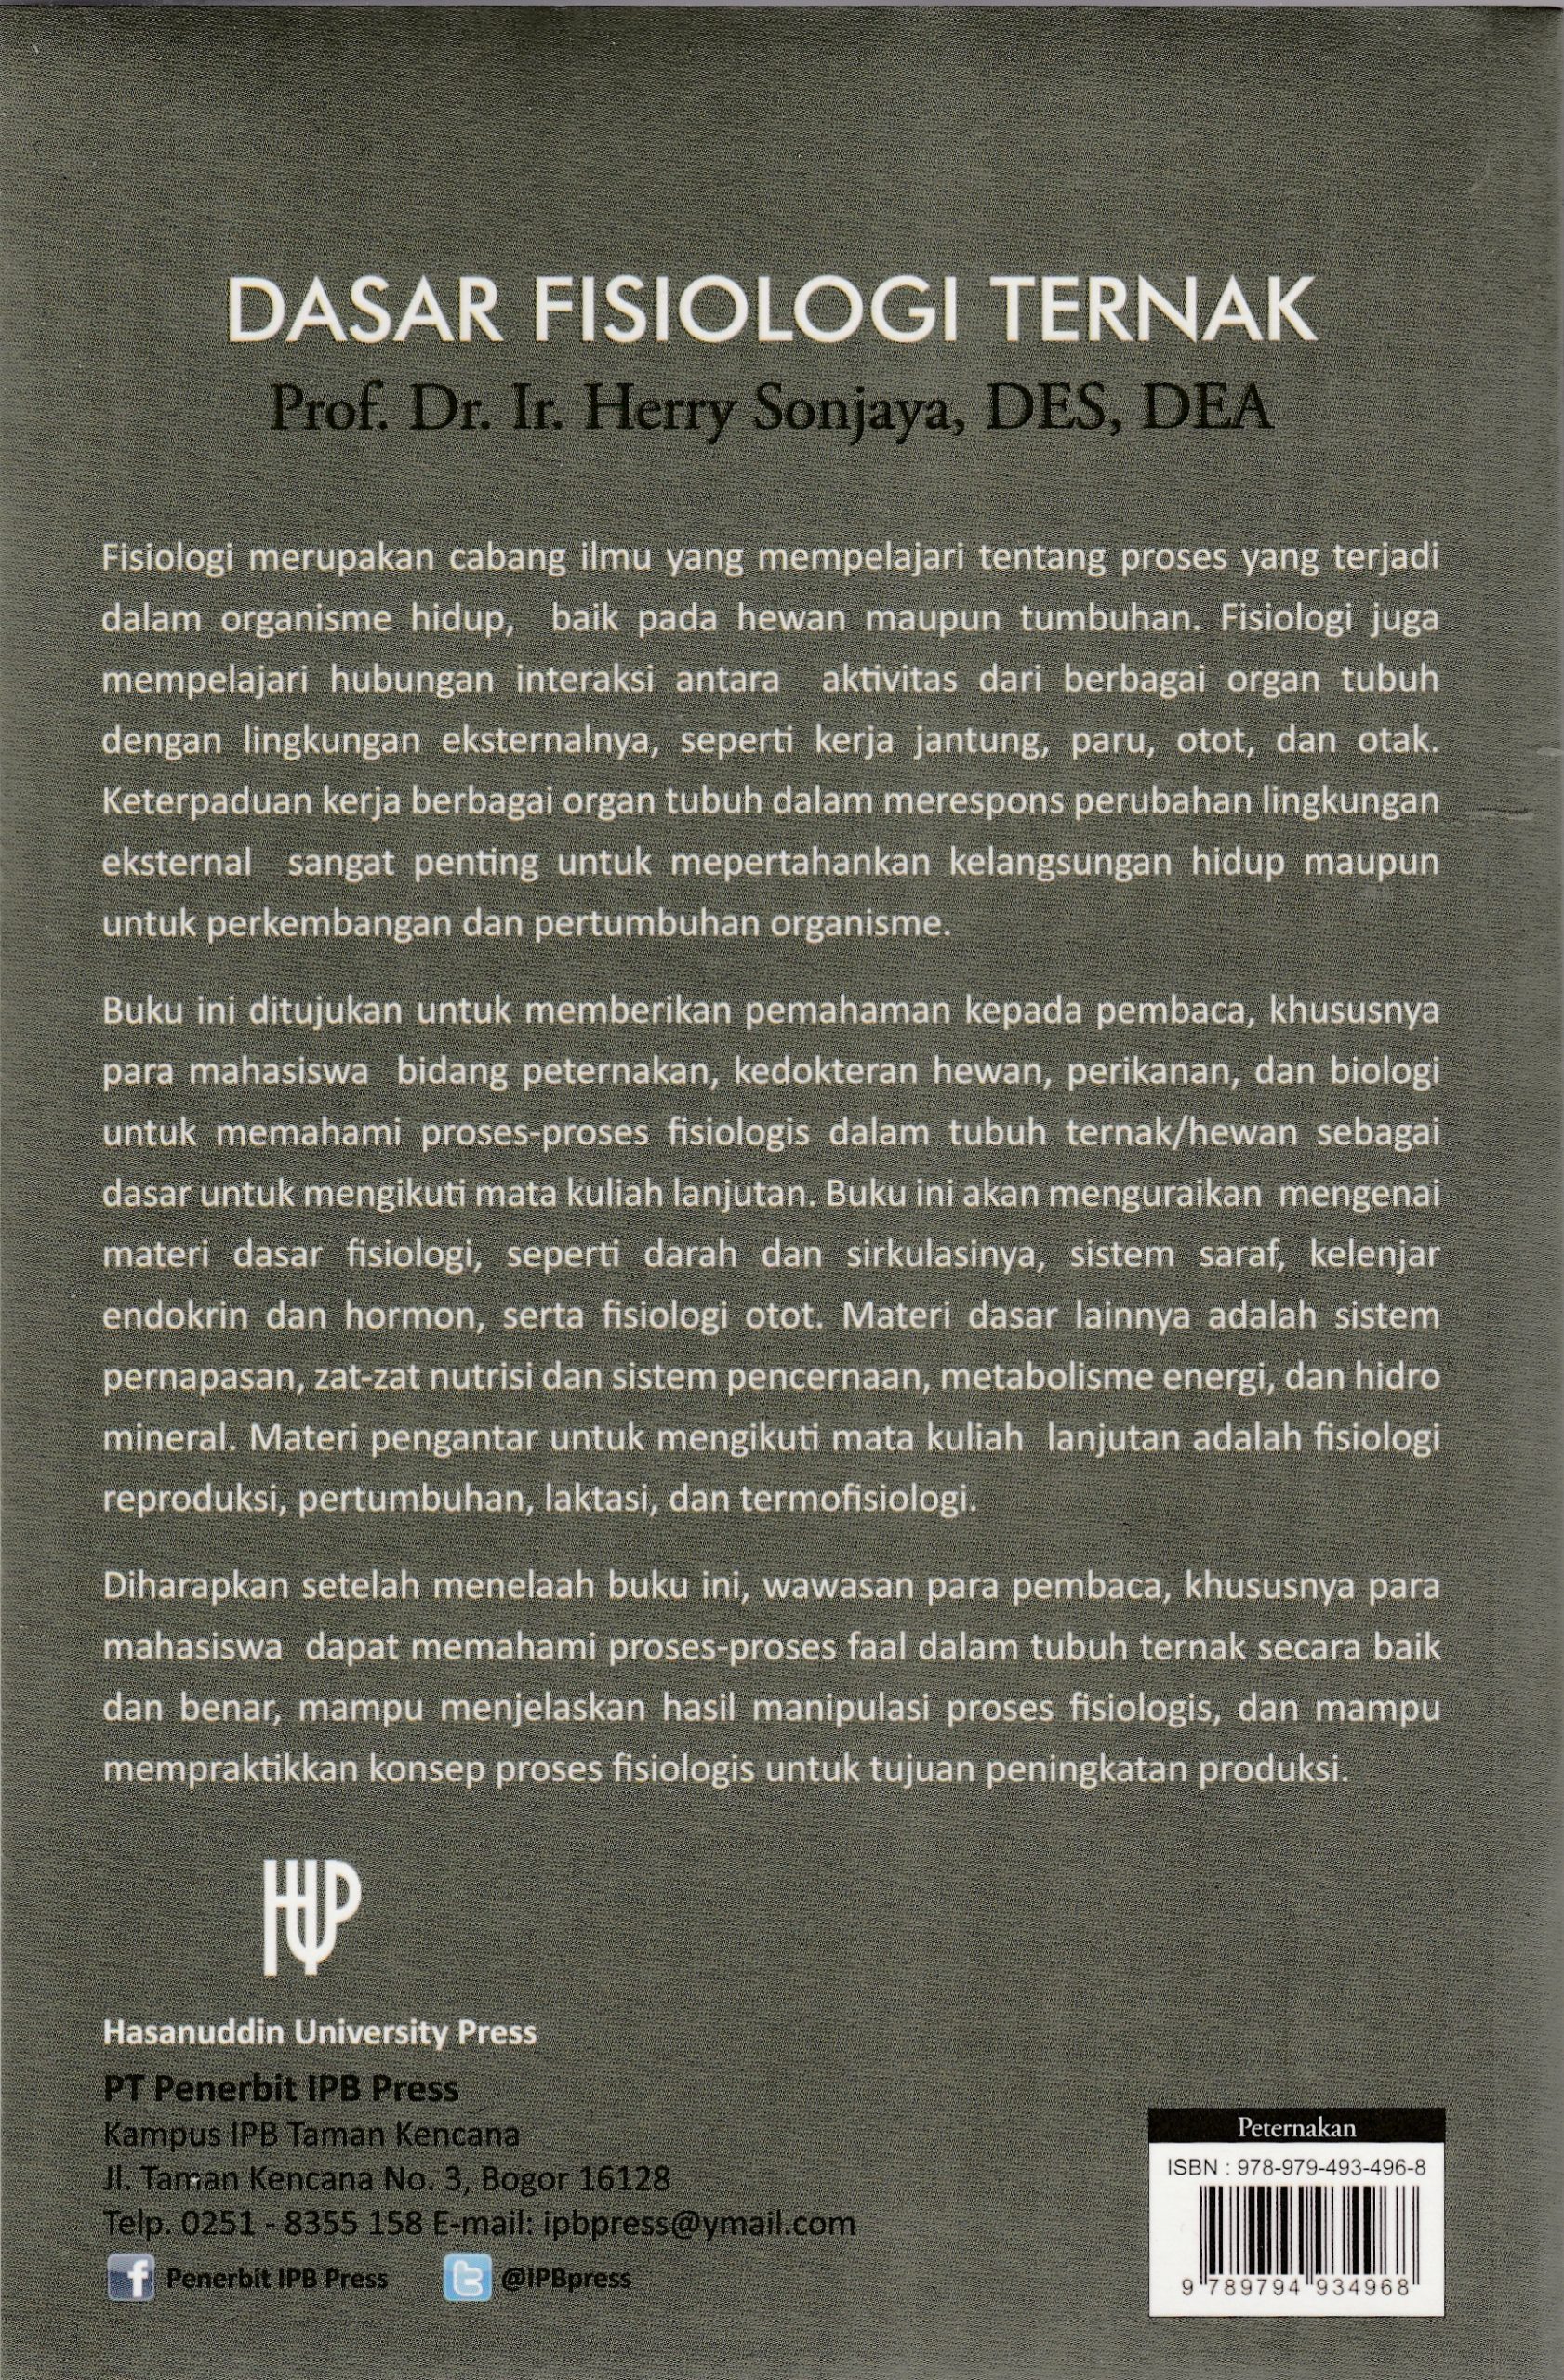 DASAR FISIOLOGI TERNAK
Prof. Dr. Ir. Herry Sonjaya, DES, DEA
Fisiologi merupakan cabang ilmu yang mempelajari tentang proses yang terjadi
dalam organisme hidup, baik pada hewan maupun tumbuhan. Fisiologi juga
mempelajari hubungan interaksi antara aktivitas dari berbagai organ tubuh
dengan lingkungan eksternalnya, seperti kerja jantung, paru, otot, dan otak.
Keterpaduan kerja berbagai organ tubuh dalam merespons perubahan lingkungan
eksternal sangat penting untuk mepertahankan kelangsungan hidup maupun
untuk perkembangan dan pertumbuhan organisme.
Buku ini ditujukan untuk memberikan pemahaman kepada pembaca, khususnya
para mahasiswa bidang peternakan, kedokteran hewan, perikanan, dan biologi
untuk memahami proses-proses fisiologis dalam tubuh ternak/hewan sebagai
dasar untuk mengikuti mata kuliah lanjutan. Buku ini akan menguraikan mengenai
materi dasar fisiologi, seperti darah dan sirkulasinya, sistem saraf, kelenjar
endokrin dan hormon, serta fisiologi otot. Materi dasar lainnya adalah sistem
pernapasan, zat-zat nutrisi dan sistem pencernaan, metabolisme energi, dan hidro
mineral. Materi pengantar untuk mengikuti mata kuliah lanjutan adalah fisiologi
reproduksi, pertumbuhan, laktasi, dan termofisiologi.
Diharapkan setelah menelaah buku ini, wawasan para pembaca, khususnya para
mahasiswa dapat memahami proses-proses faal dalam tubuh ternak secara baik
dan benar, mampu menjelaskan hasil manipulasi proses fisiologis, dan mampu
mempraktikkan konsep proses fisiologis untuk tujuan peningkatan produksi.
HUP
Hasanuddin University Press
PT Penerbit IPB Press
Kampus IPB Taman Kencana
Jl. Taman Kencana No. 3, Bogor 16128
Telp. 0251 - 8355 158 E-mail: ipbpress@ymail.com
f Penerbit IPB Press t @IPBpress
Peternakan
ISBN : 978-979-493-496-8
9 789794 934968